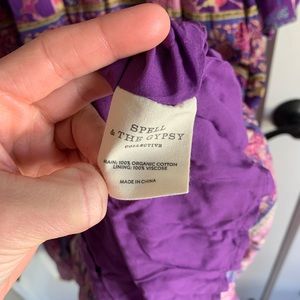 SPELL
& THE GYPSY
COLLECTIVE
MAIN: 100% ORGANIC COTTON
LINING: 100% VISCOSE
MADE IN CHINA